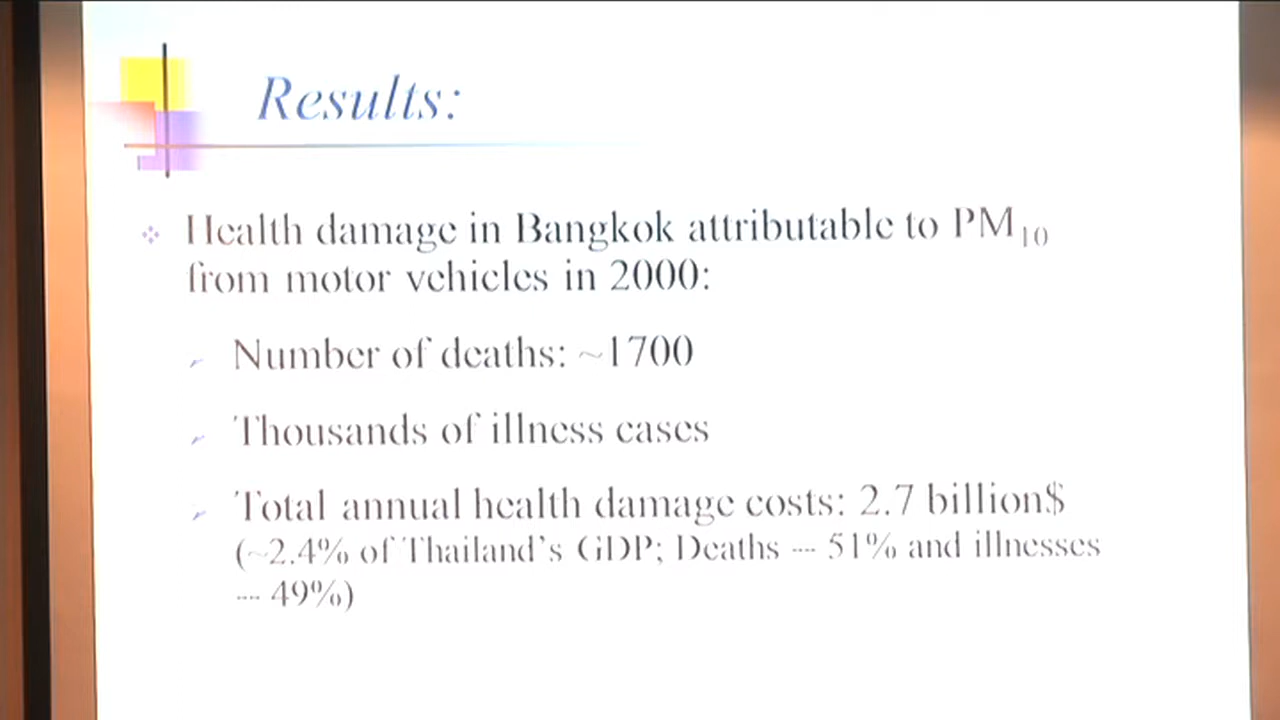 Results:
Health damage in Bangkok attributable to PM10
from motor vehicles in 2000:
Number of deaths: ~1700
Thousands of illness cases
Total annual health damage costs: 2.7 billion$
(~2.4% of Thailand's GDP; Deaths --- 51% and illnesses
--- 49%)